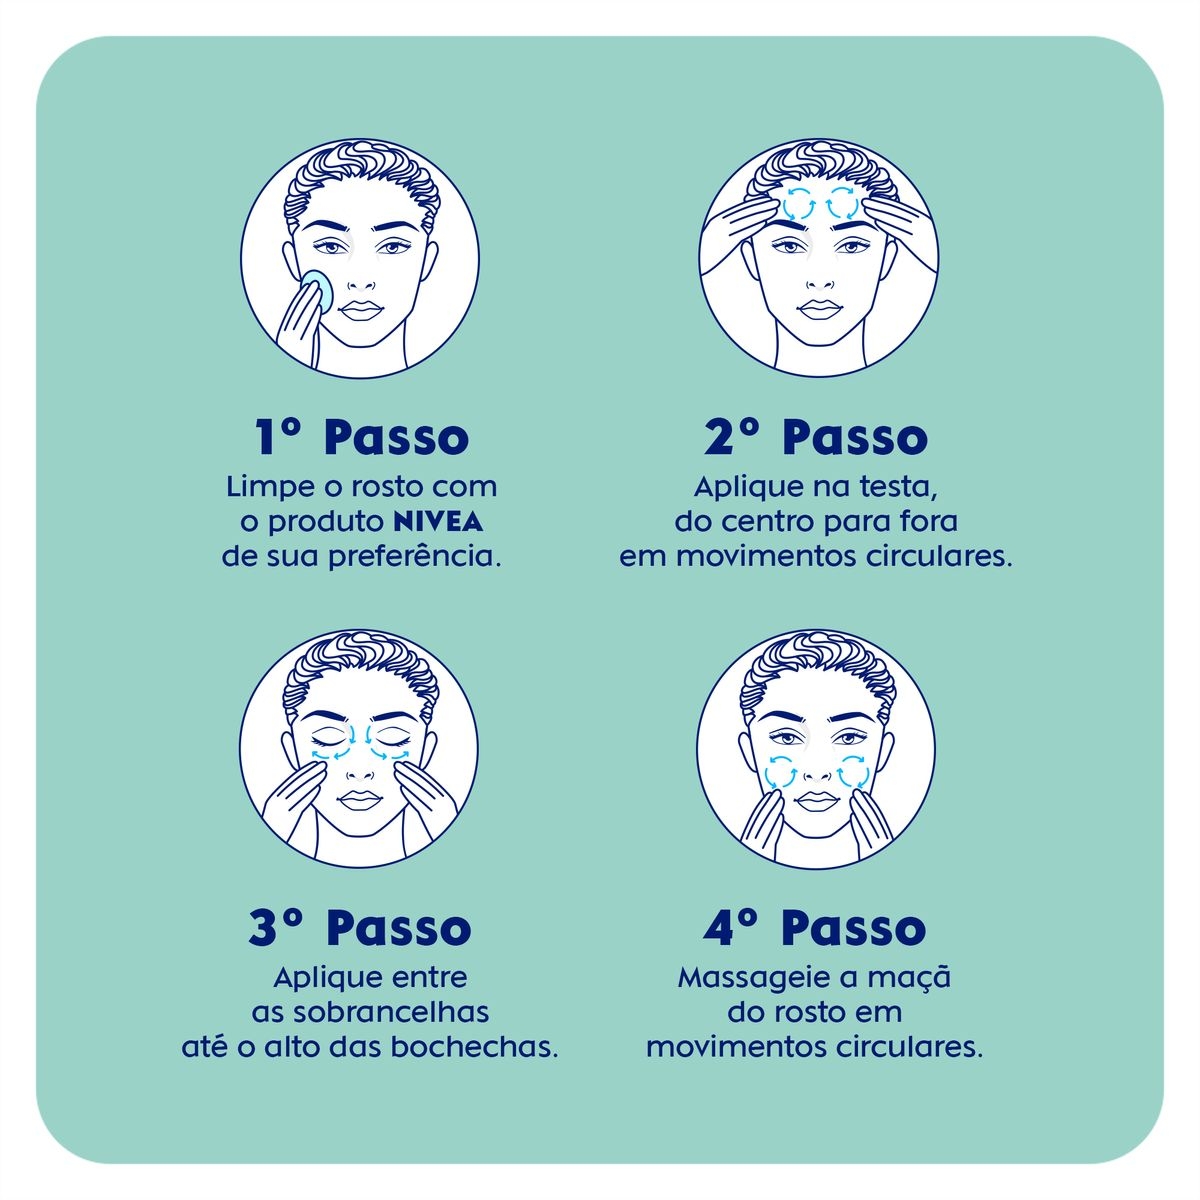 1º Passo
Limpe o rosto com
o produto NIVEA
de sua preferência.
2º Passo
Aplique na testa,
do centro para fora
em movimentos circulares.
3º Passo
Aplique entre
as sobrancelhas
até o alto das bochechas.
4º Passo
Massageie a maçã
do rosto em
movimentos circulares.